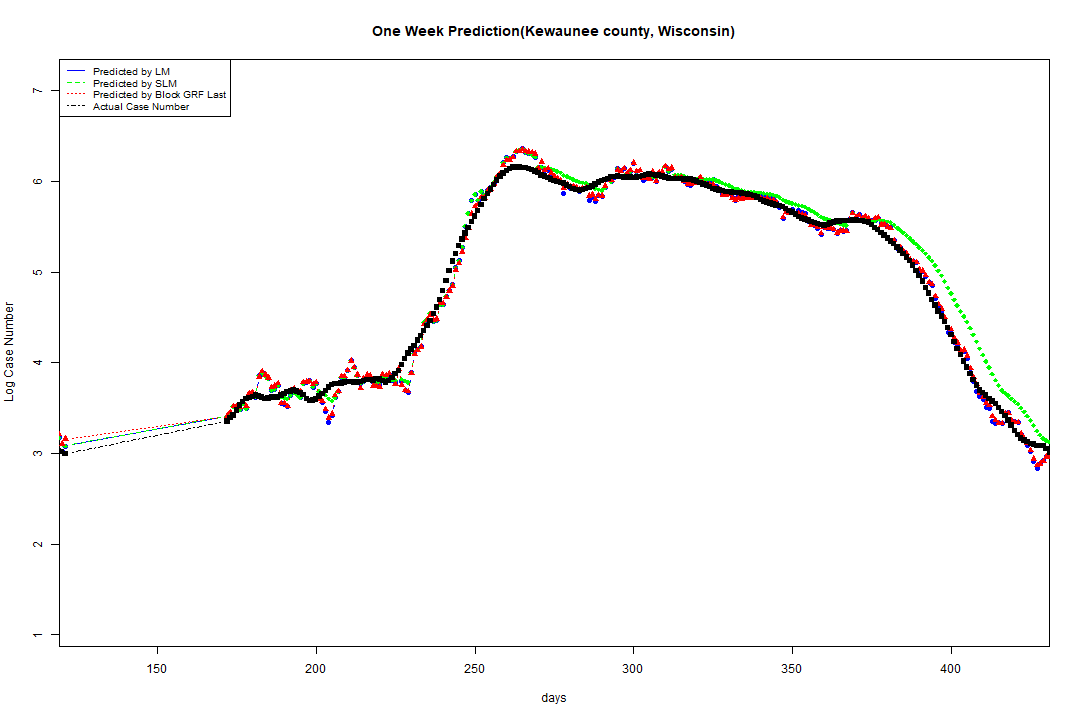 One Week Prediction(Kewaunee county, Wisconsin)
Predicted by LM
Predicted by SLM
Predicted by Block GRF Last
Actual Case Number
7
6
5
4
3
2
1
Log Case Number
150 200 250 300 350 400
days